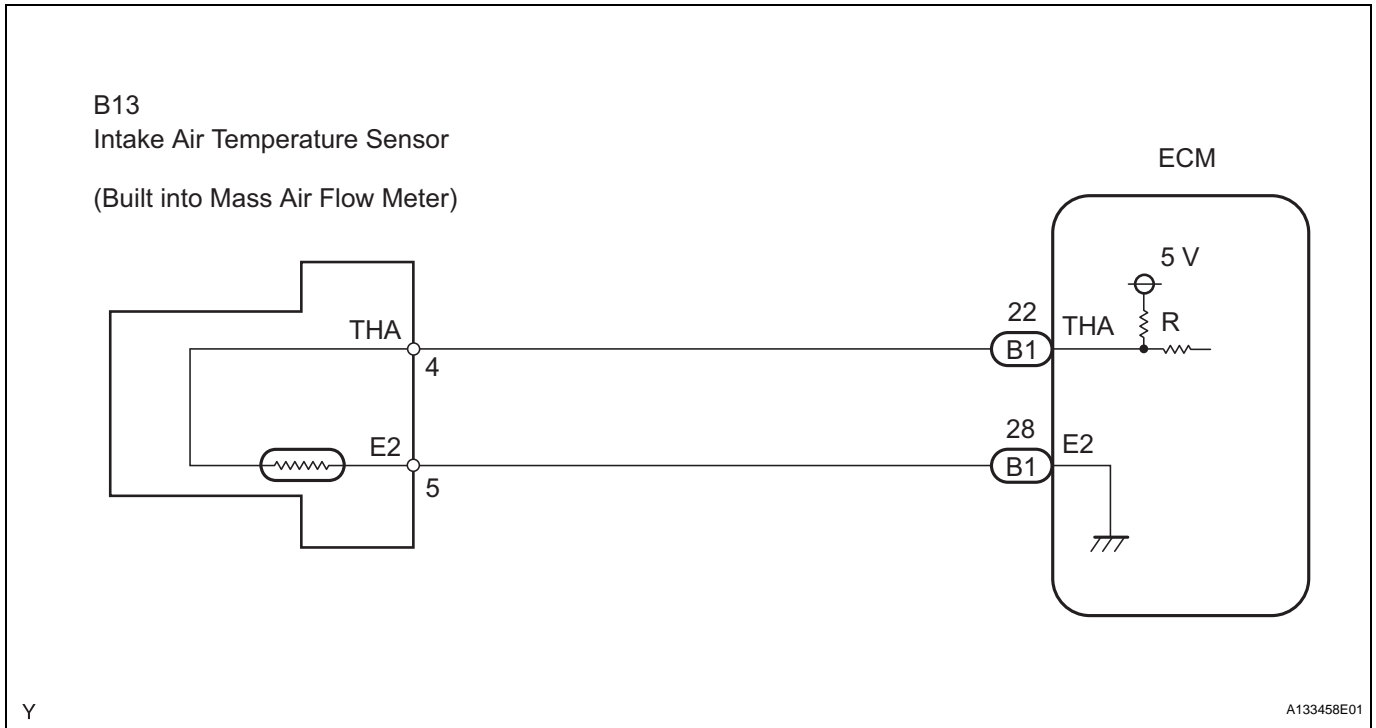 B13
Intake Air Temperature Sensor
(Built into Mass Air Flow Meter)
ECM
5 V
THA
4
22
B1
THA
R
E2
5
28
B1
E2
Y
A133458E01